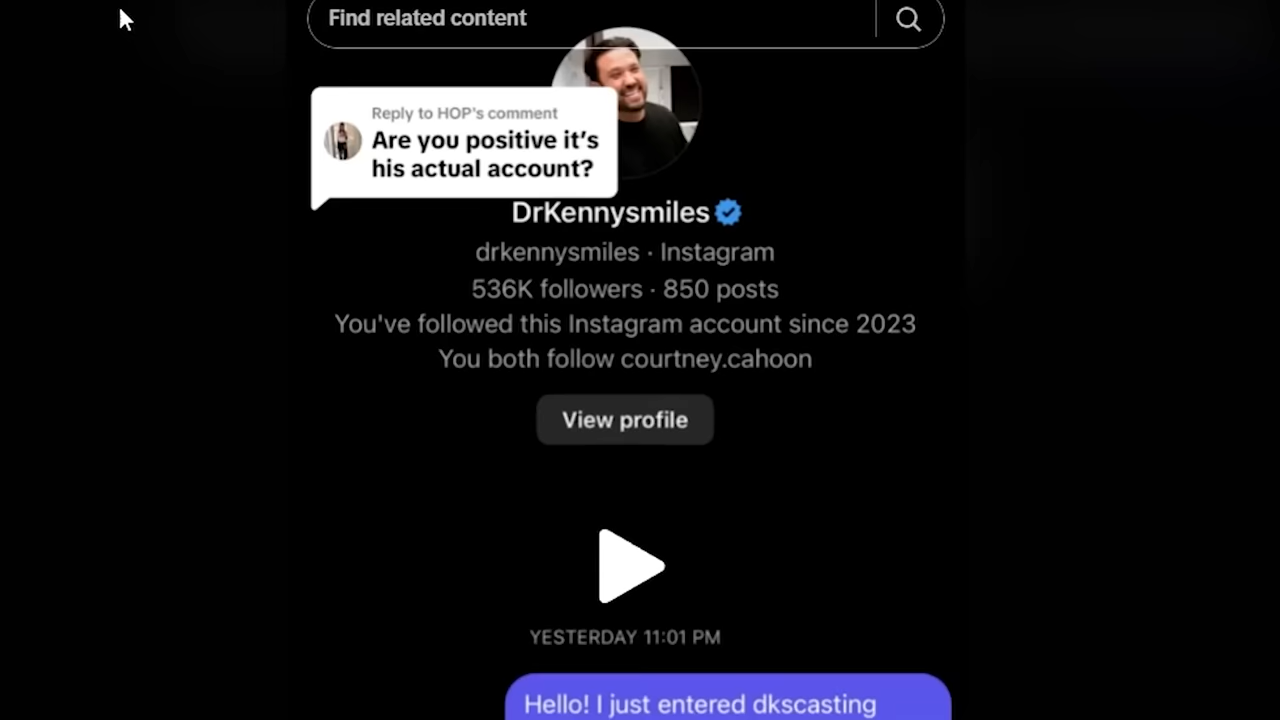 Find related content
Reply to HOP's comment
Are you positive it's
his actual account?
DrKennysmiles
drkennysmiles · Instagram
536K followers · 850 posts
You've followed this Instagram account since 2023
You both follow courtney.cahoon
View profile
YESTERDAY 11:01 PM
Hello! I just entered dkscasting